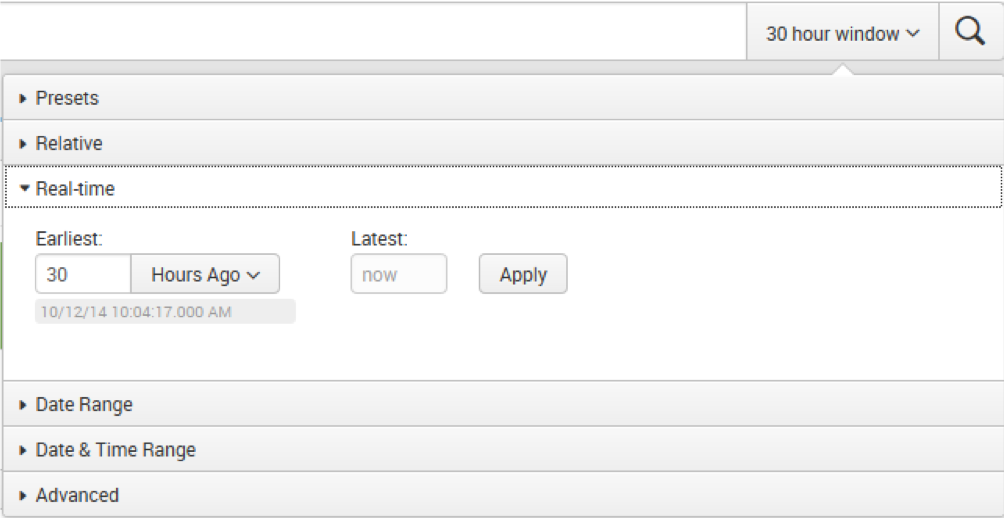 30 hour window
Presets
Relative
Real-time
Earliest: Latest:
30 Hours Ago now Apply
10/12/14 10:04:17.000 AM
Date Range
Date & Time Range
Advanced